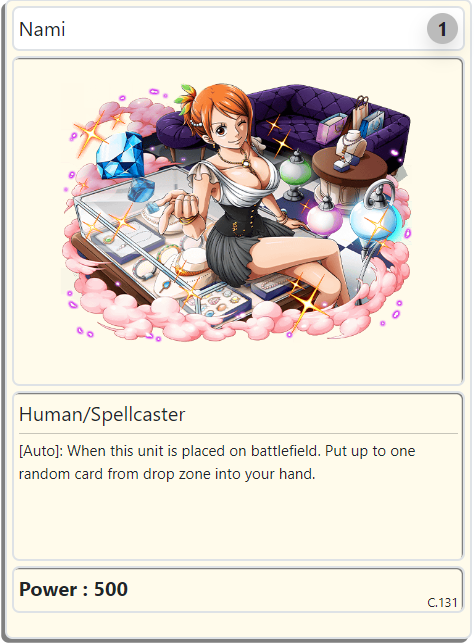 Nami 1
Human/Spellcaster
[Auto]: When this unit is placed on battlefield. Put up to one
random card from drop zone into your hand.
Power : 500
C.131